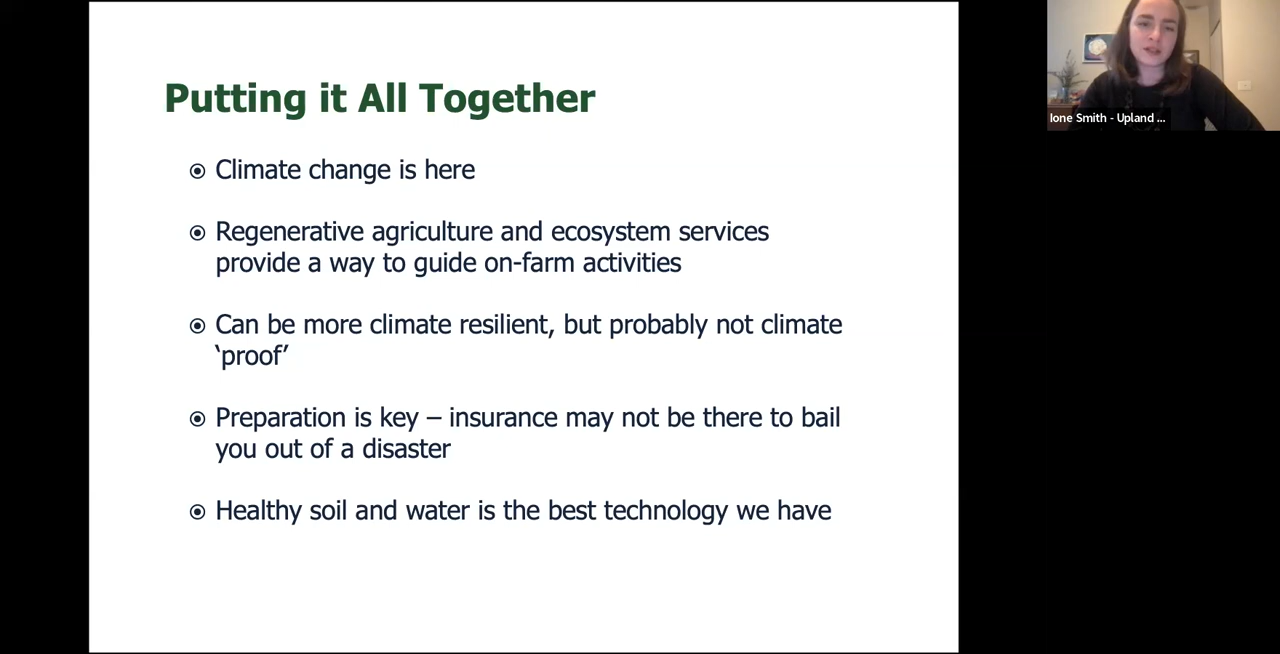 Putting it All Together
Climate change is here
Regenerative agriculture and ecosystem services
provide a way to guide on-farm activities
Can be more climate resilient, but probably not climate
‘proof’
Preparation is key – insurance may not be there to bail
you out of a disaster
Healthy soil and water is the best technology we have
Ione Smith - Upland ...